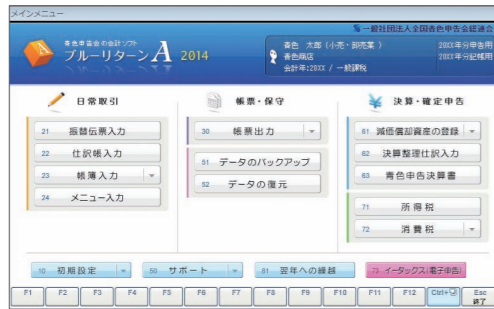 メインメニュー
一般社団法人全国青色申告会総連合
青色申告会の会計ソフト
ブルーリターンA 2014
青色 太郎 (小売・卸売業) 20XX年分申告用
青色商店 20XX年分記帳用
会計年:20XX / 一般課税
日常取引
21 振替伝票入力
22 仕訳帳入力
23 帳簿入力
24 メニュー入力
帳票・保守
30 帳票出力
51 データのバックアップ
52 データの復元
決算・確定申告
61 減価償却資産の登録
62 決算整理仕訳入力
63 青色申告決算書
71 所得税
72 消費税
10 初期設定 50 サポート 81 翌年への繰越 73 イータックス(電子申告)
F1 F2 F3 F4 F5 F6 F7 F8 F9 F10 F11 F12 Ctrl+ Esc
終了